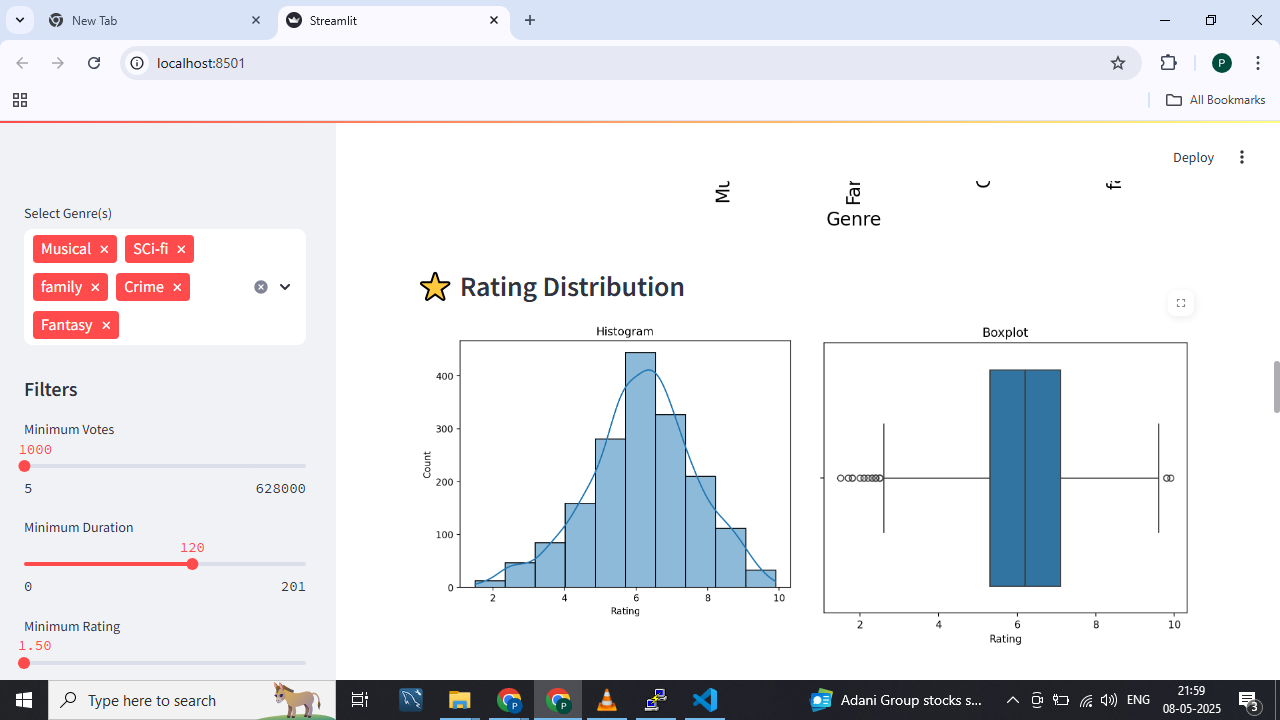 New Tab
Streamlit
localhost:8501
P
All Bookmarks
Deploy
Select Genre(s)
Musical ×
SCi-fi ×
family ×
Crime ×
Fantasy ×
Filters
Minimum Votes
1000
5
628000
Minimum Duration
120
0
201
Minimum Rating
1.50
Genre
Rating Distribution
Histogram
Count
400
300
200
100
0
2
4
6
8
10
Rating
Boxplot
2
4
6
8
10
Rating
Type here to search
P
P
Adani Group stocks s...
ENG
21:59
08-05-2025
3